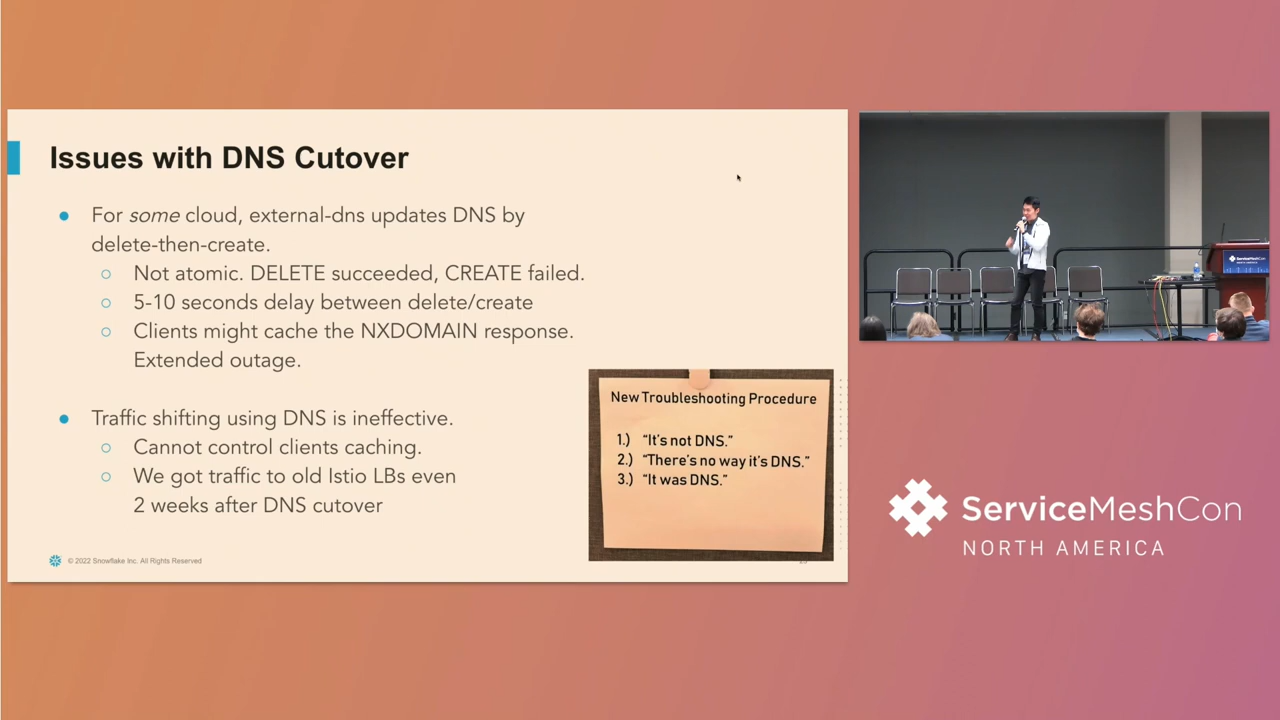 Issues with DNS Cutover
● For some cloud, external-dns updates DNS by
delete-then-create.
○ Not atomic. DELETE succeeded, CREATE failed.
○ 5-10 seconds delay between delete/create
○ Clients might cache the NXDOMAIN response.
Extended outage.
● Traffic shifting using DNS is ineffective.
○ Cannot control clients caching.
○ We got traffic to old Istio LBs even
2 weeks after DNS cutover
New Troubleshooting Procedure
1.) “It's not DNS.”
2.) “There's no way it's DNS.”
3.) “It was DNS.”
© 2022 Snowflake Inc. All Rights Reserved
ServiceMeshCon
ServiceMeshCon
NORTH AMERICA